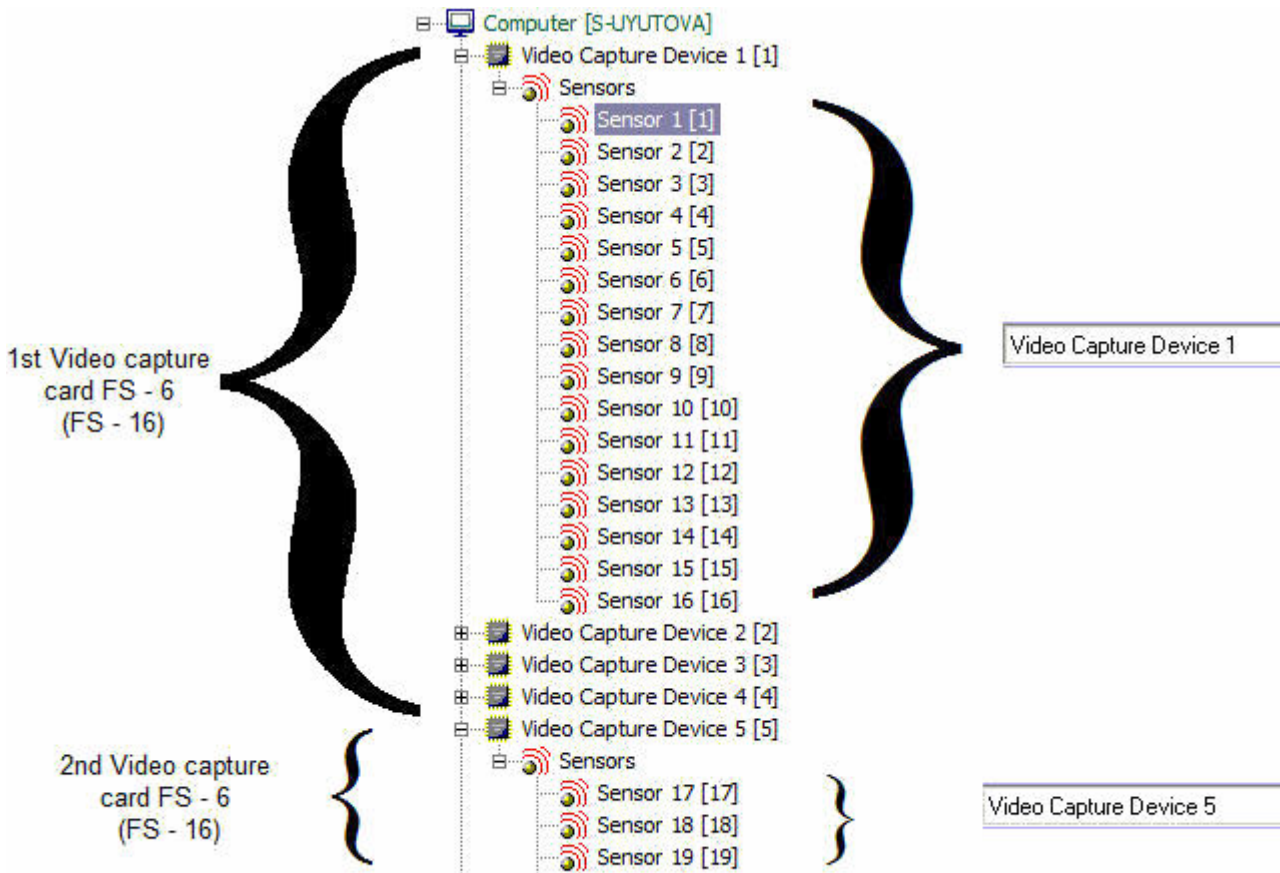 Computer [S-UYUTOVA]
Video Capture Device 1 [1]
Sensors
Sensor 1 [1]
Sensor 2 [2]
Sensor 3 [3]
Sensor 4 [4]
Sensor 5 [5]
Sensor 6 [6]
Sensor 7 [7]
Sensor 8 [8]
Sensor 9 [9]
Sensor 10 [10]
Sensor 11 [11]
Sensor 12 [12]
Sensor 13 [13]
Sensor 14 [14]
Sensor 15 [15]
Sensor 16 [16]
Video Capture Device 2 [2]
Video Capture Device 3 [3]
Video Capture Device 4 [4]
Video Capture Device 5 [5]
Sensors
Sensor 17 [17]
Sensor 18 [18]
Sensor 19 [19]
1st Video capture
card FS - 6
(FS - 16)
2nd Video capture
card FS - 6
(FS - 16)
Video Capture Device 1
Video Capture Device 5